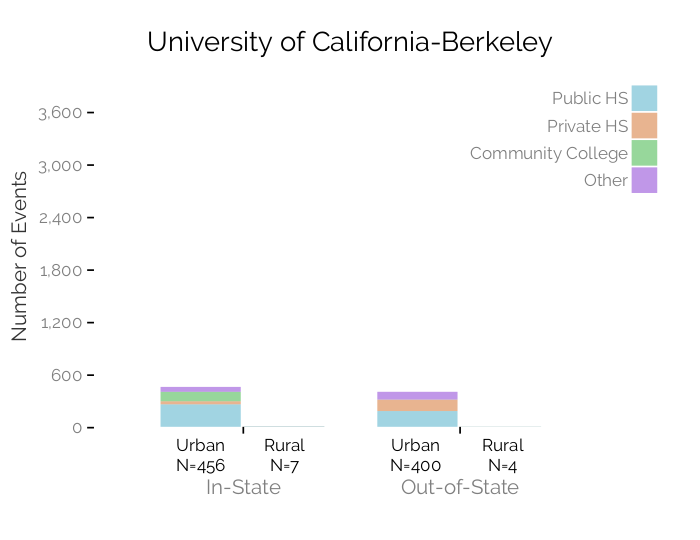 University of California-Berkeley
Public HS
Private HS
Community College
Other
Number of Events
3,600
3,000
2,400
1,800
1,200
600
0
Urban Rural Urban Rural
N=456 N=7 N=400 N=4
In-State Out-of-State